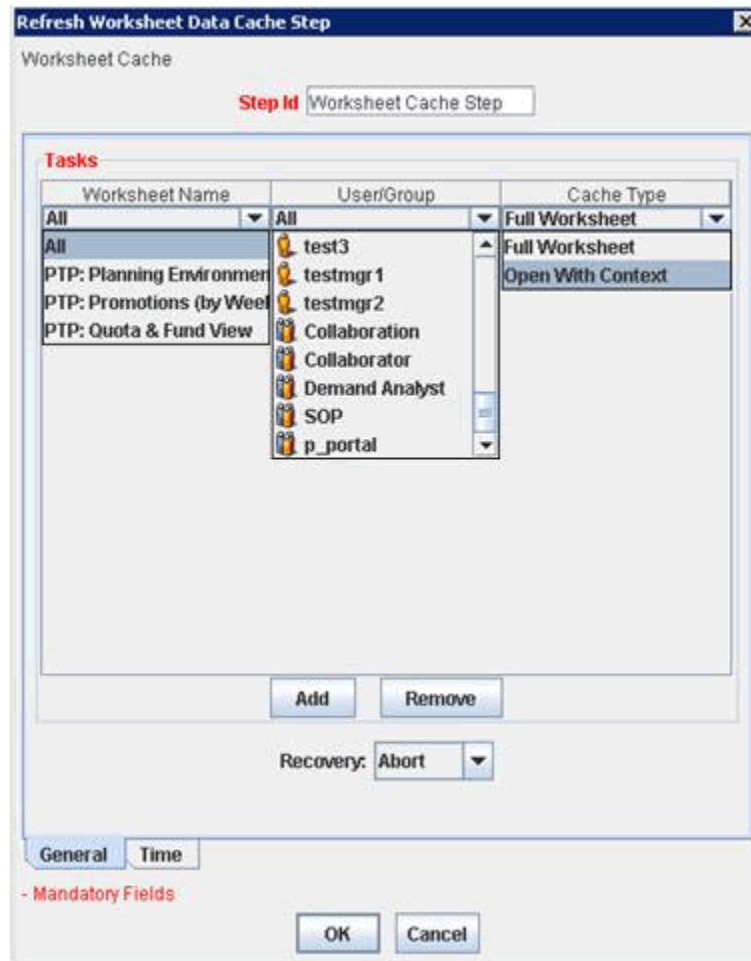 Refresh Worksheet Data Cache Step
Worksheet Cache
Step Id Worksheet Cache Step
Tasks
Worksheet Name User/Group Cache Type
All All Full Worksheet
All test3 Full Worksheet
PTP: Planning Environmen testmgr1 Open With Context
PTP: Promotions (by Weel testmgr2
PTP: Quota & Fund View Collaboration
Collaborator
Demand Analyst
SOP
p_portal
Add Remove
Recovery: Abort
General Time
- Mandatory Fields
OK Cancel